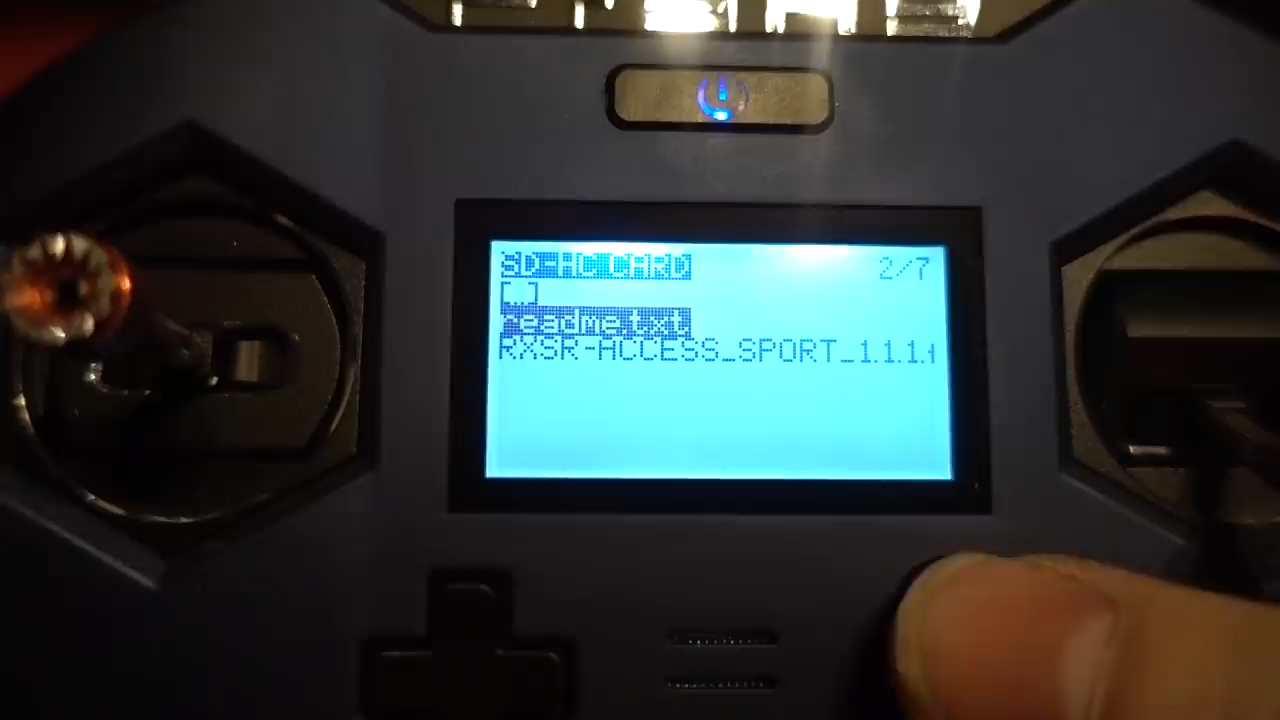 SD-HC CARD 2/7
[..]
readme.txt
RXSR-ACCESS_SPORT_1.1.1.